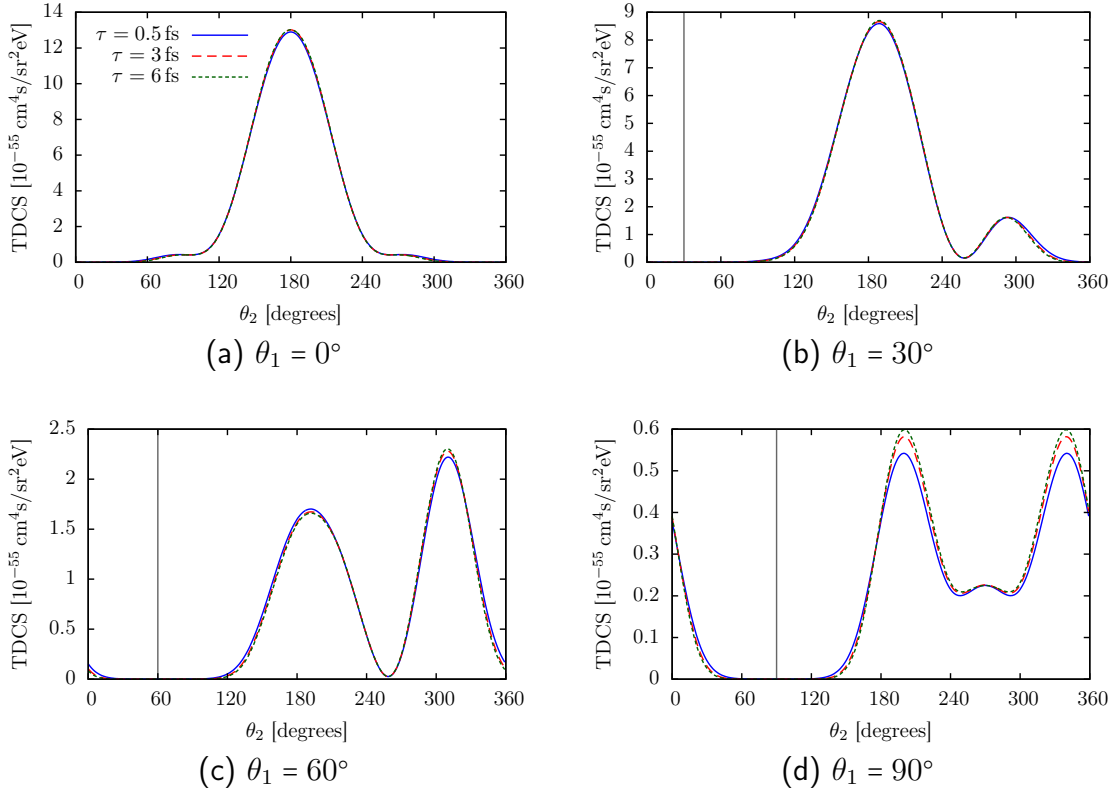 TDCS [10⁻⁵⁵ cm⁴s/sr²eV]
14
12
10
8
6
4
2
0
τ = 0.5 fs
τ = 3 fs
τ = 6 fs
0 60 120 180 240 300 360
θ₂ [degrees]
(a) θ₁ = 0°
TDCS [10⁻⁵⁵ cm⁴s/sr²eV]
9
8
7
6
5
4
3
2
1
0
0 60 120 180 240 300 360
θ₂ [degrees]
(b) θ₁ = 30°
TDCS [10⁻⁵⁵ cm⁴s/sr²eV]
2.5
2
1.5
1
0.5
0
0 60 120 180 240 300 360
θ₂ [degrees]
(c) θ₁ = 60°
TDCS [10⁻⁵⁵ cm⁴s/sr²eV]
0.6
0.5
0.4
0.3
0.2
0.1
0
0 60 120 180 240 300 360
θ₂ [degrees]
(d) θ₁ = 90°